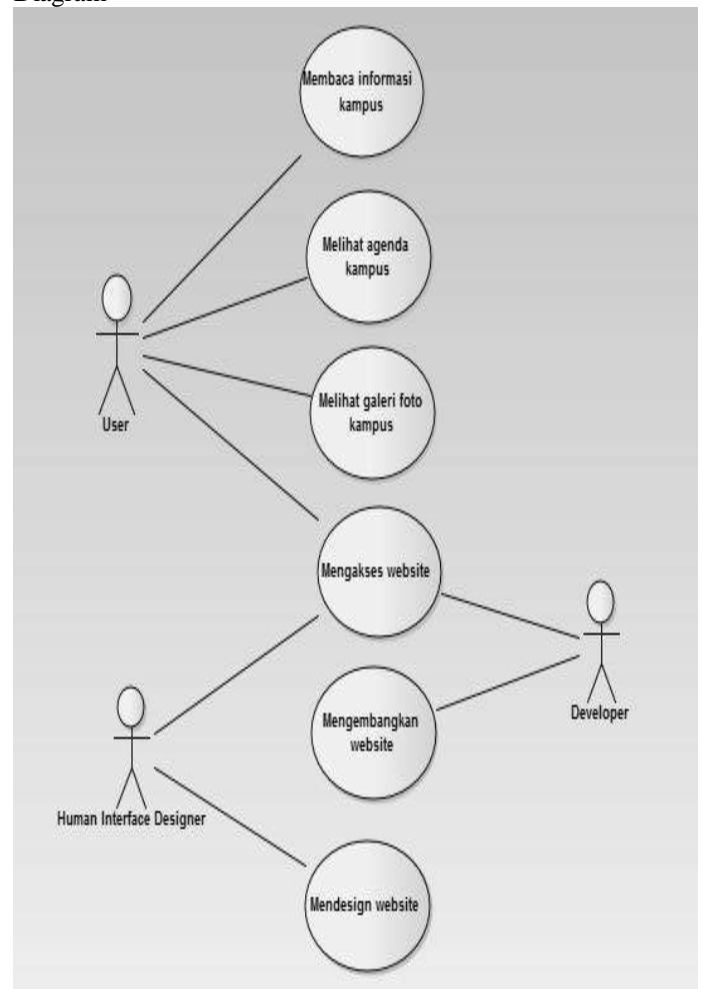 Diagram
Membaca informasi
kampus
Melihat agenda
kampus
User
Melihat galeri foto
kampus
Mengakses website
Developer
Mengembangkan
website
Human Interface Designer
Mendesign website